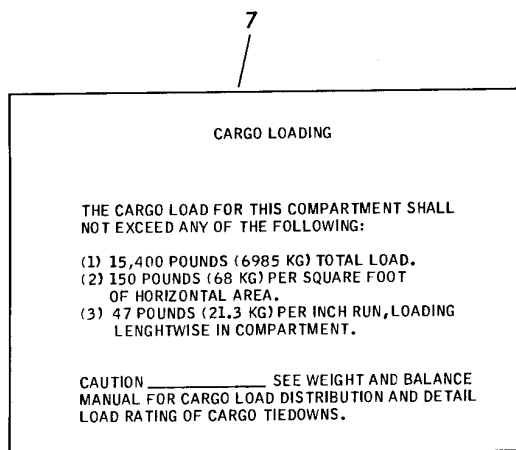 7
CARGO LOADING
THE CARGO LOAD FOR THIS COMPARTMENT SHALL
NOT EXCEED ANY OF THE FOLLOWING:
(1) 15,400 POUNDS (6985 KG) TOTAL LOAD.
(2) 150 POUNDS (68 KG) PER SQUARE FOOT
OF HORIZONTAL AREA.
(3) 47 POUNDS (21.3 KG) PER INCH RUN, LOADING
LENGHTWISE IN COMPARTMENT.
CAUTION ____________ SEE WEIGHT AND BALANCE
MANUAL FOR CARGO LOAD DISTRIBUTION AND DETAIL
LOAD RATING OF CARGO TIEDOWNS.